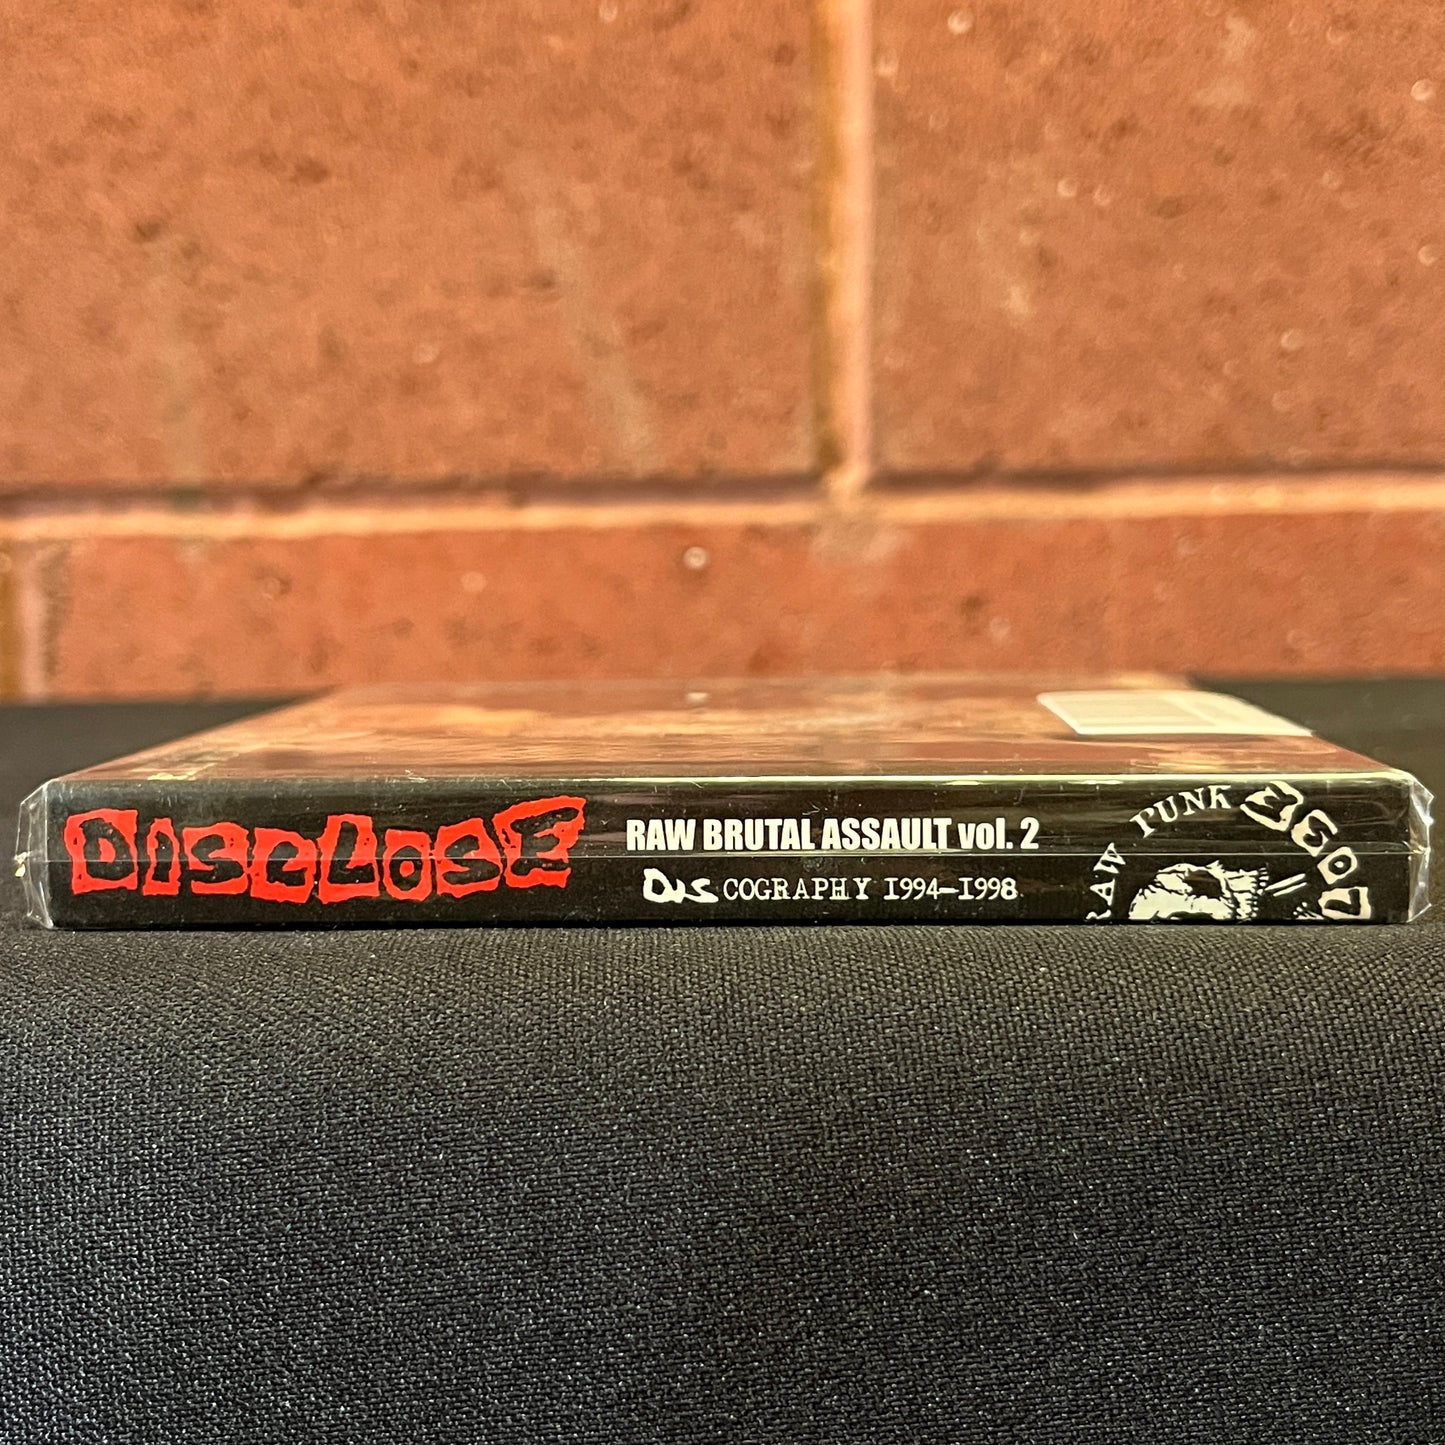 DISCLOSE
RAW BRUTAL ASSAULT vol. 2
DIS COGRAPHY 1994-1998
RAW PUNK